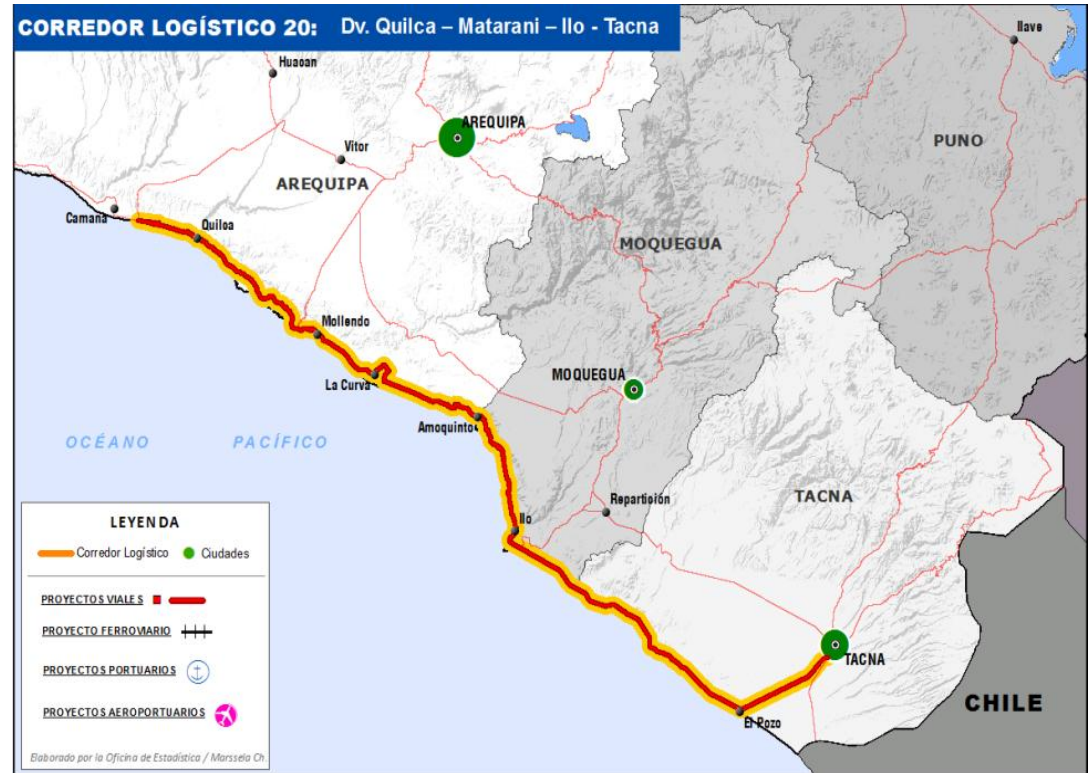 CORREDOR LOGÍSTICO 20: Dv. Quilca – Matarani – Ilo - Tacna
Ilave
Huaoan
AREQUIPA
Vitor
PUNO
AREQUIPA
Camaná
Quiloa
MOQUEGUA
Mollendo
La Curva
MOQUEGUA
Amoquinto
OCÉANO PACÍFICO
TACNA
Repartioión
Ilo
TACNA
El Pozo
CHILE
LEYENDA
Corredor Logístico
Ciudades
PROYECTOS VIALES
PROYECTO FERROVIARIO
PROYECTOS PORTUARIOS
PROYECTOS AEROPORTUARIOS
Elaborado por la Oficina de Estadística / Marssela Ch.